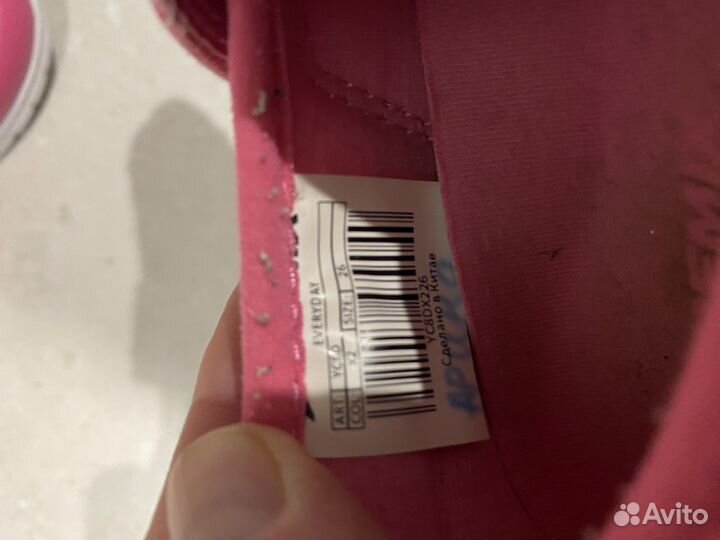 EVERYDAY
ART. YC8D
COL. X2 SIZE: 26
YC8DX226
Сделано в Китае
Avito